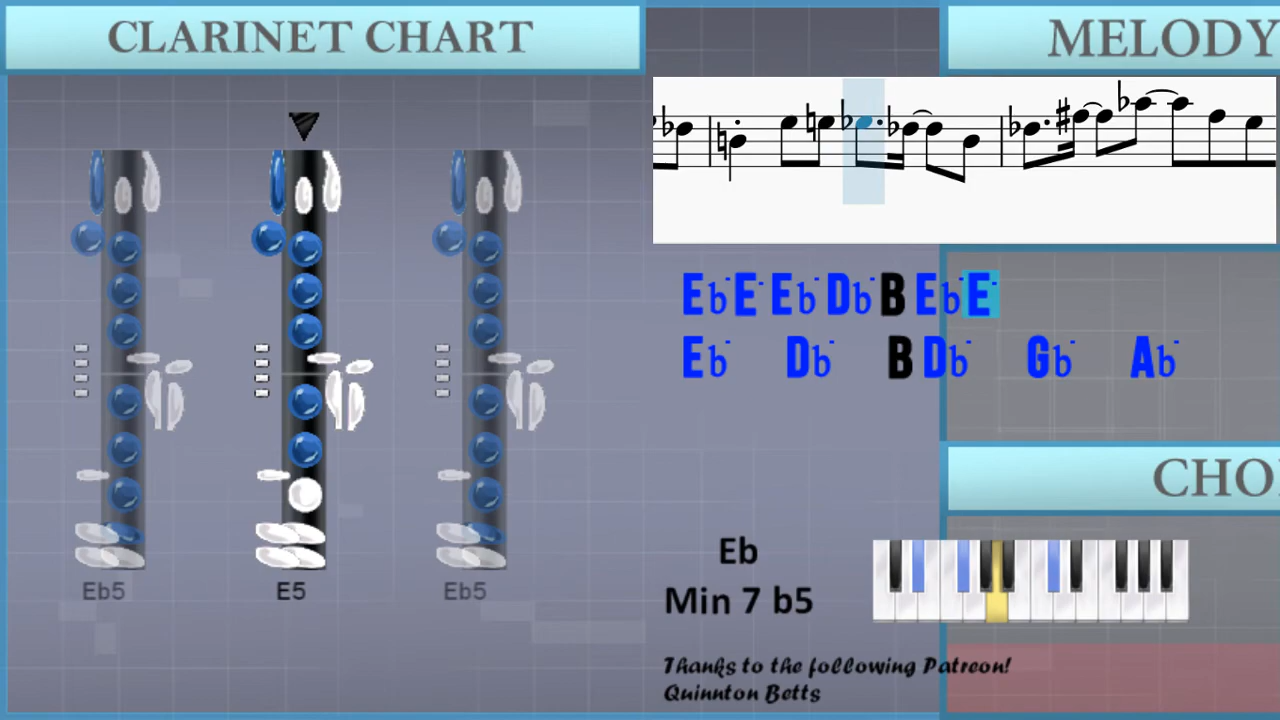 CLARINET CHART
MELODY
Eb E Eb Db B Eb E
Eb Db B Db Gb Ab
Eb5
E5
Eb5
CHO
Eb
Min 7 b5
Thanks to the following Patreon!
Quinnton Betts